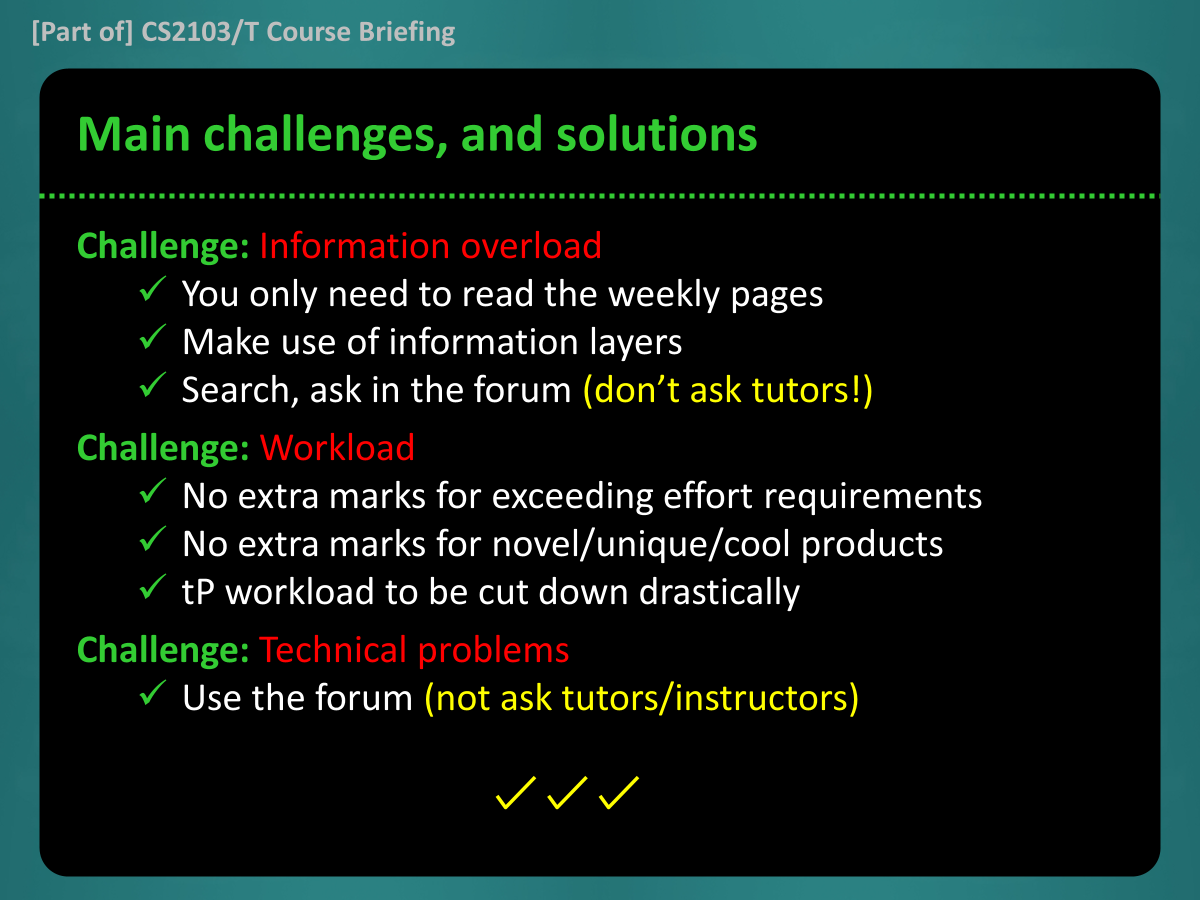 [Part of] CS2103/T Course Briefing
Main challenges, and solutions
Challenge: Information overload
✓ You only need to read the weekly pages
✓ Make use of information layers
✓ Search, ask in the forum (don’t ask tutors!)
Challenge: Workload
✓ No extra marks for exceeding effort requirements
✓ No extra marks for novel/unique/cool products
✓ tP workload to be cut down drastically
Challenge: Technical problems
✓ Use the forum (not ask tutors/instructors)
✓ ✓ ✓